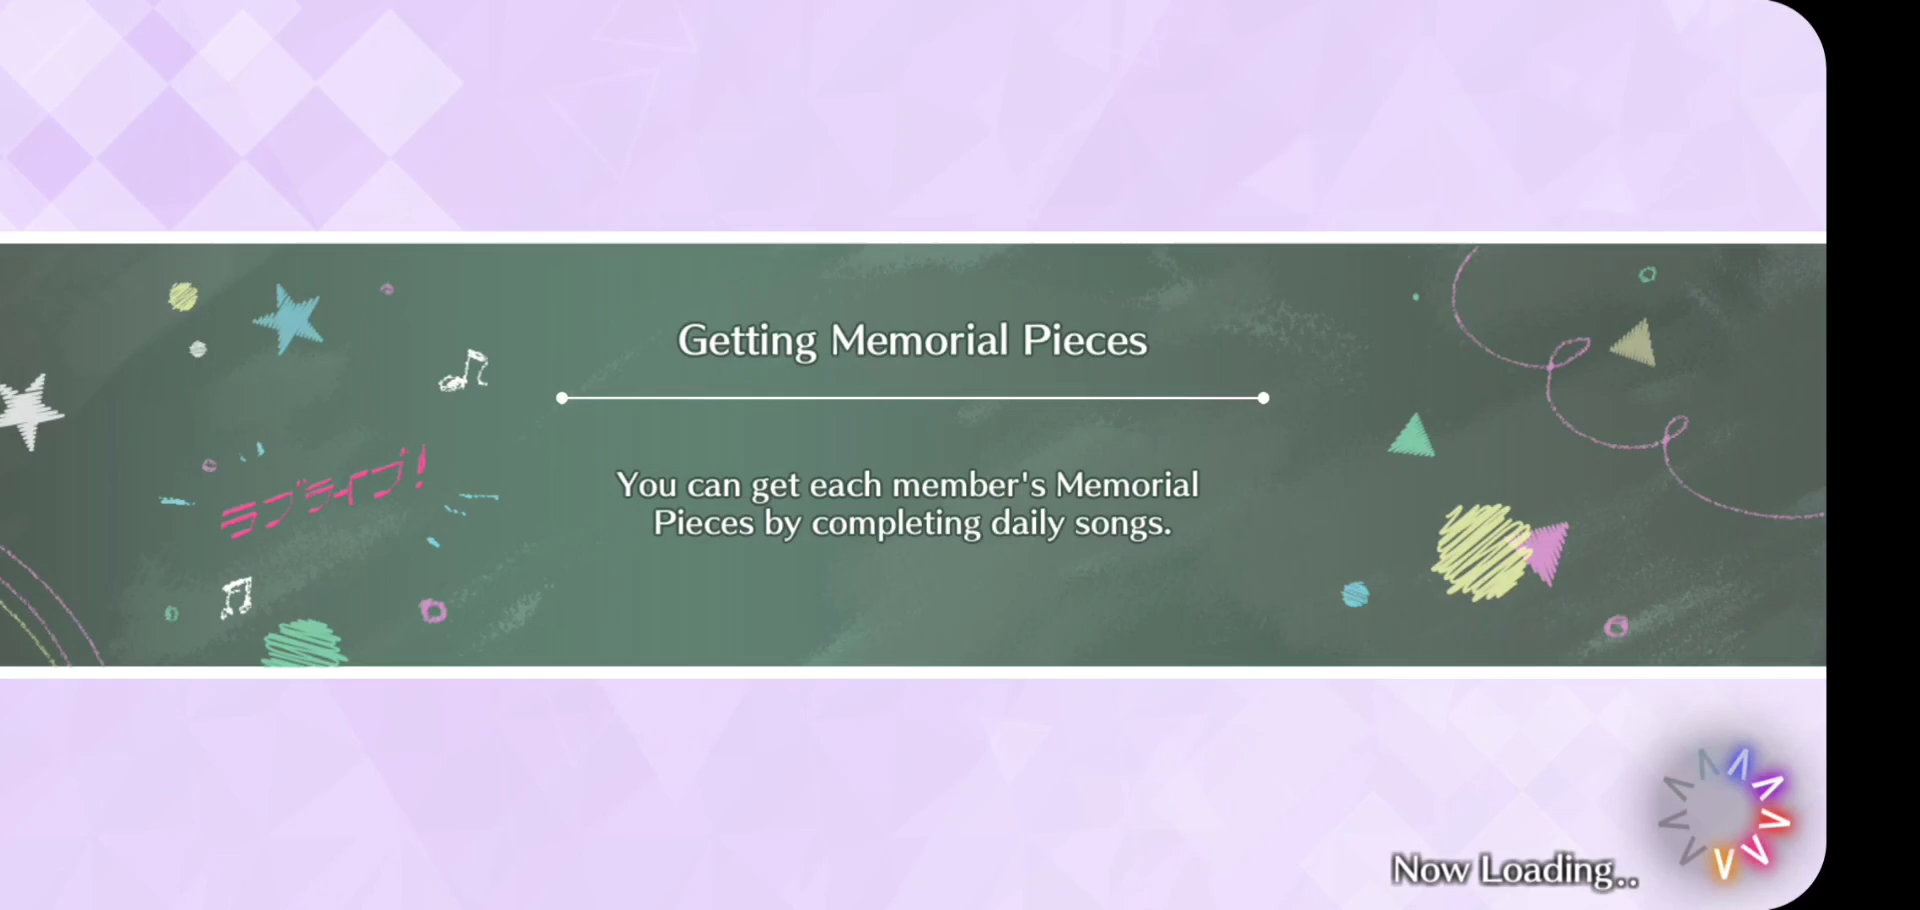 Getting Memorial Pieces
ラブライブ!
You can get each member's Memorial
Pieces by completing daily songs.
Now Loading..